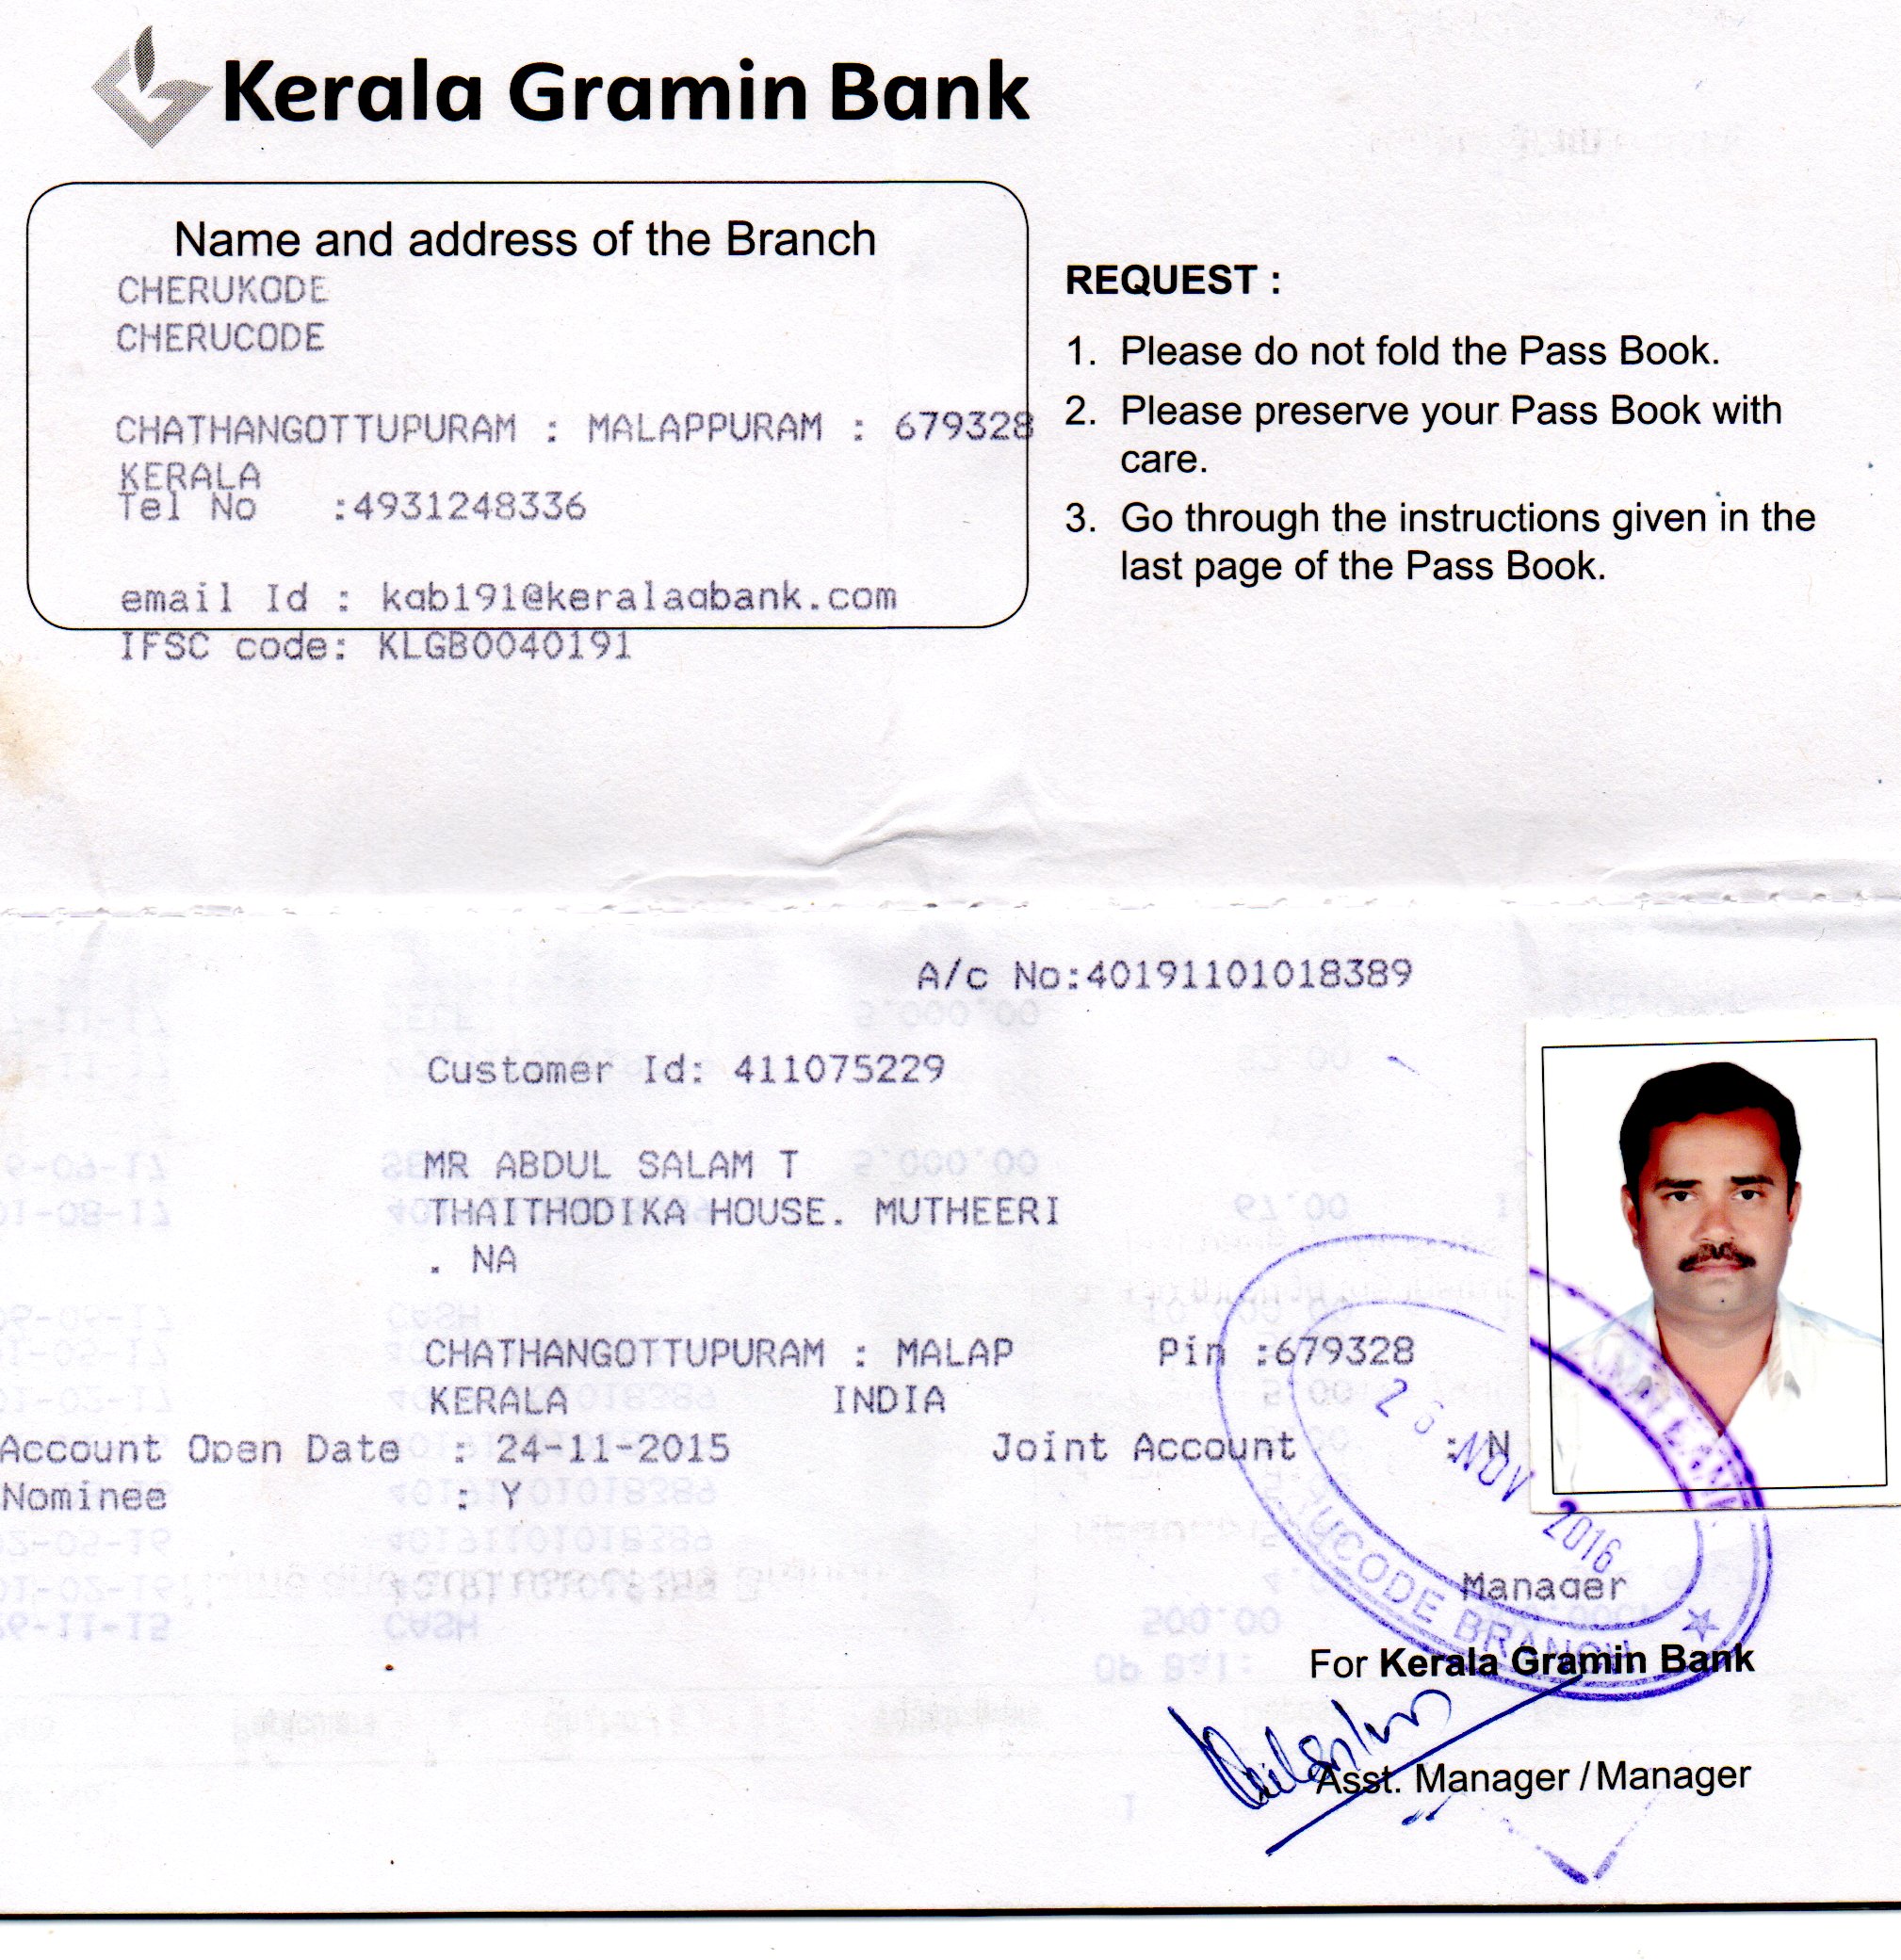 Kerala Gramin Bank
Name and address of the Branch
CHERUKODE
CHERUCODE
CHATHANGOTTUPURAM : MALAPPURAM : 679328
KERALA
Tel No :4931248336
email Id : kgb191@keralagbank.com
IFSC code: KLGB0040191
REQUEST :
1. Please do not fold the Pass Book.
2. Please preserve your Pass Book with
care.
3. Go through the instructions given in the
last page of the Pass Book.
A/c No:40191101018389
Customer Id: 411075229
MR ABDUL SALAM T
THAITHODIKA HOUSE. MUTHEERI
. NA
CHATHANGOTTUPURAM : MALAP Pin :679328
KERALA INDIA
Account Open Date : 24-11-2015 Joint Account : N
Nominee : Y
NOV 2016
UCODE BRANCH
Manager
For Kerala Gramin Bank
Asst. Manager / Manager